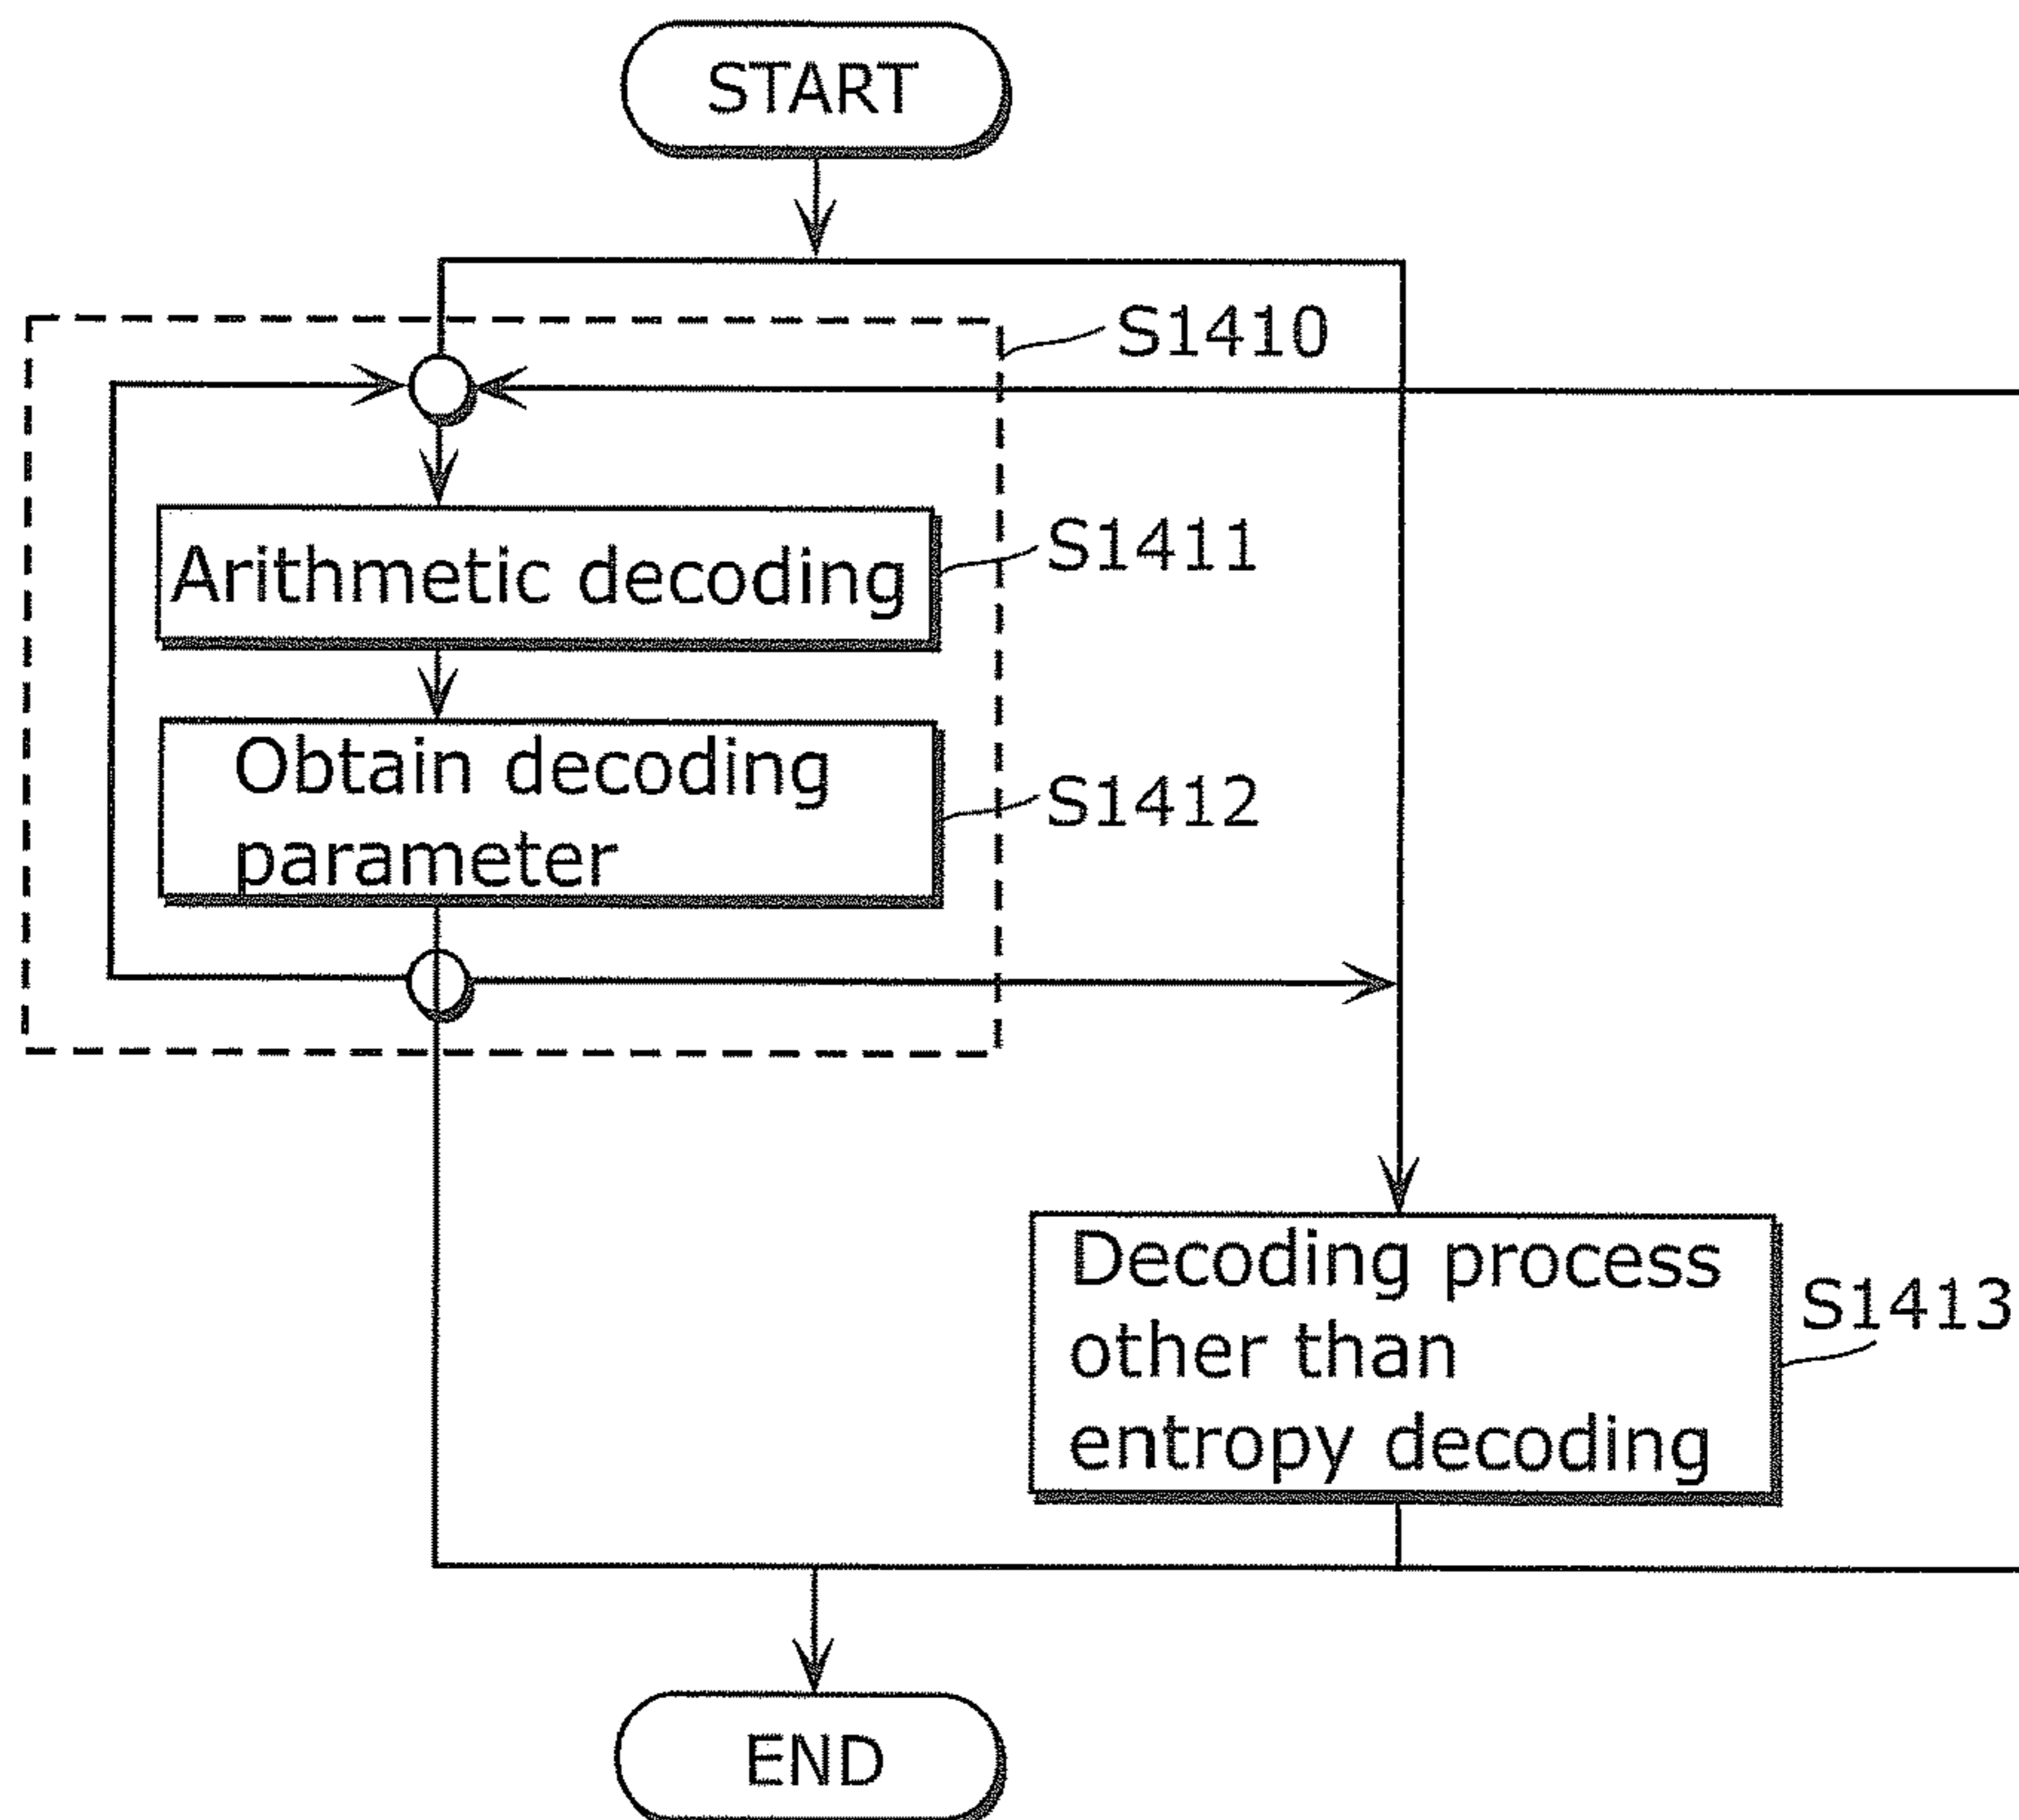 START
S1410
Arithmetic decoding
S1411
Obtain decoding
parameter
S1412
Decoding process
other than
entropy decoding
S1413
END